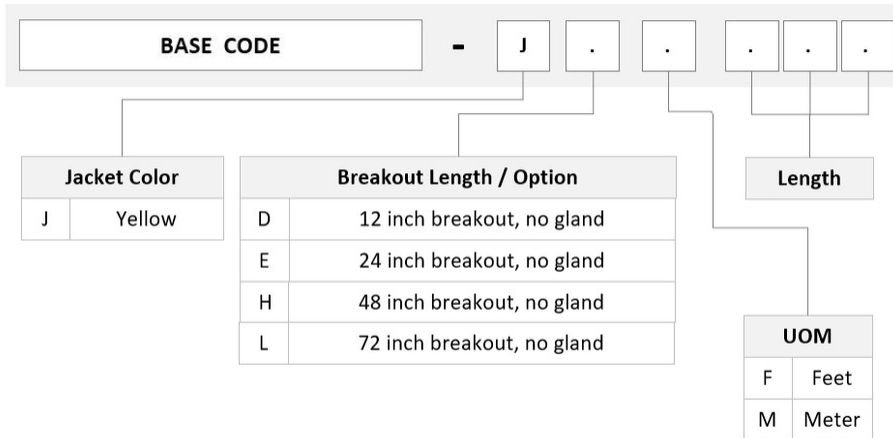 BASE CODE - J . . . . .
Jacket Color
J Yellow
Breakout Length / Option
D 12 inch breakout, no gland
E 24 inch breakout, no gland
H 48 inch breakout, no gland
L 72 inch breakout, no gland
Length
UOM
F Feet
M Meter